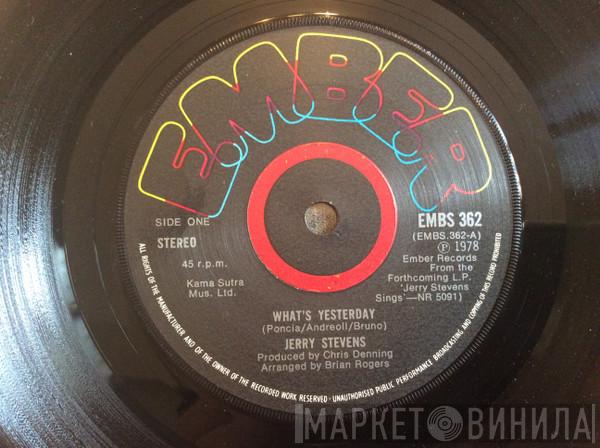 EMBER
SIDE ONE
STEREO
45 r.p.m.
Kama Sutra
Mus. Ltd.
EMBS 362
(EMBS.362-A)
Ⓟ 1978
Ember Records
From the
Forthcoming L.P.
'Jerry Stevens
Sings'—NR 5091)
WHAT'S YESTERDAY
(Poncia/Andreoll/Bruno)
JERRY STEVENS
Produced by Chris Denning
Arranged by Brian Rogers
ALL RIGHTS OF THE MANUFACTURER AND OF THE OWNER OF THE RECORDED WORK RESERVED - UNAUTHORISED PUBLIC PERFORMANCE BROADCASTING AND COPYING OF THIS RECORD PROHIBITED
МАРКЕТ ВИНИЛА